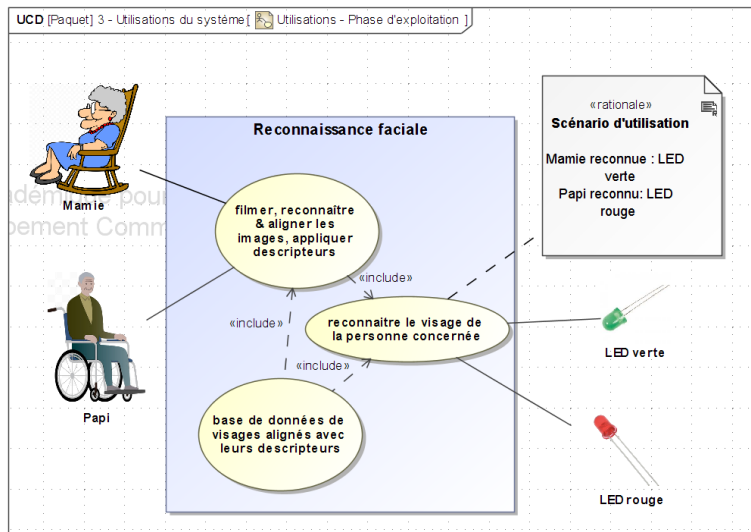 UCD [Paquet] 3 - Utilisations du système [ Utilisations - Phase d'exploitation ]
«rationale»
Scénario d'utilisation
Mamie reconnue : LED
verte
Papi reconnu: LED
rouge
Reconnaissance faciale
Mamie
filmer, reconnaître
& aligner les
images, appliquer
descripteurs
«include»
«include»
reconnaitre le visage de
la personne concernée
«include»
LED verte
Papi
base de données de
visages alignés avec
leurs descripteurs
LED rouge
pour
Comm